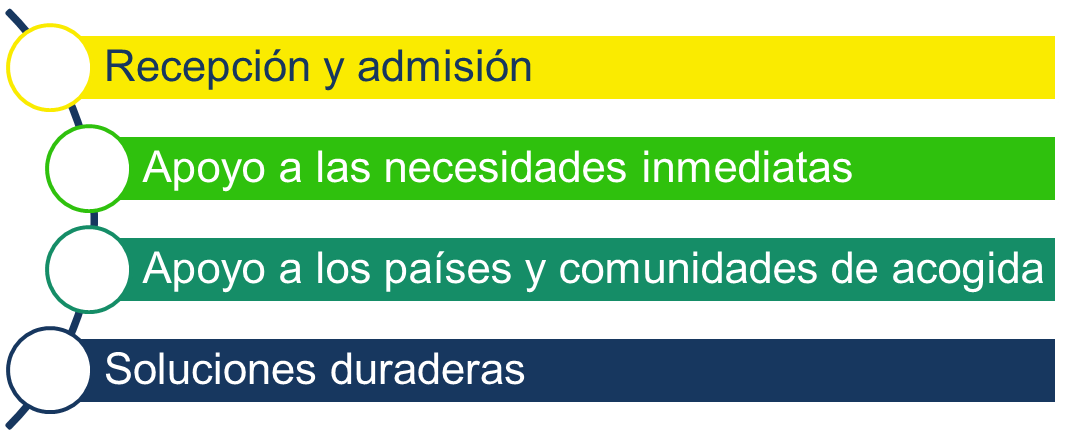 Recepción y admisión
Apoyo a las necesidades inmediatas
Apoyo a los países y comunidades de acogida
Soluciones duraderas